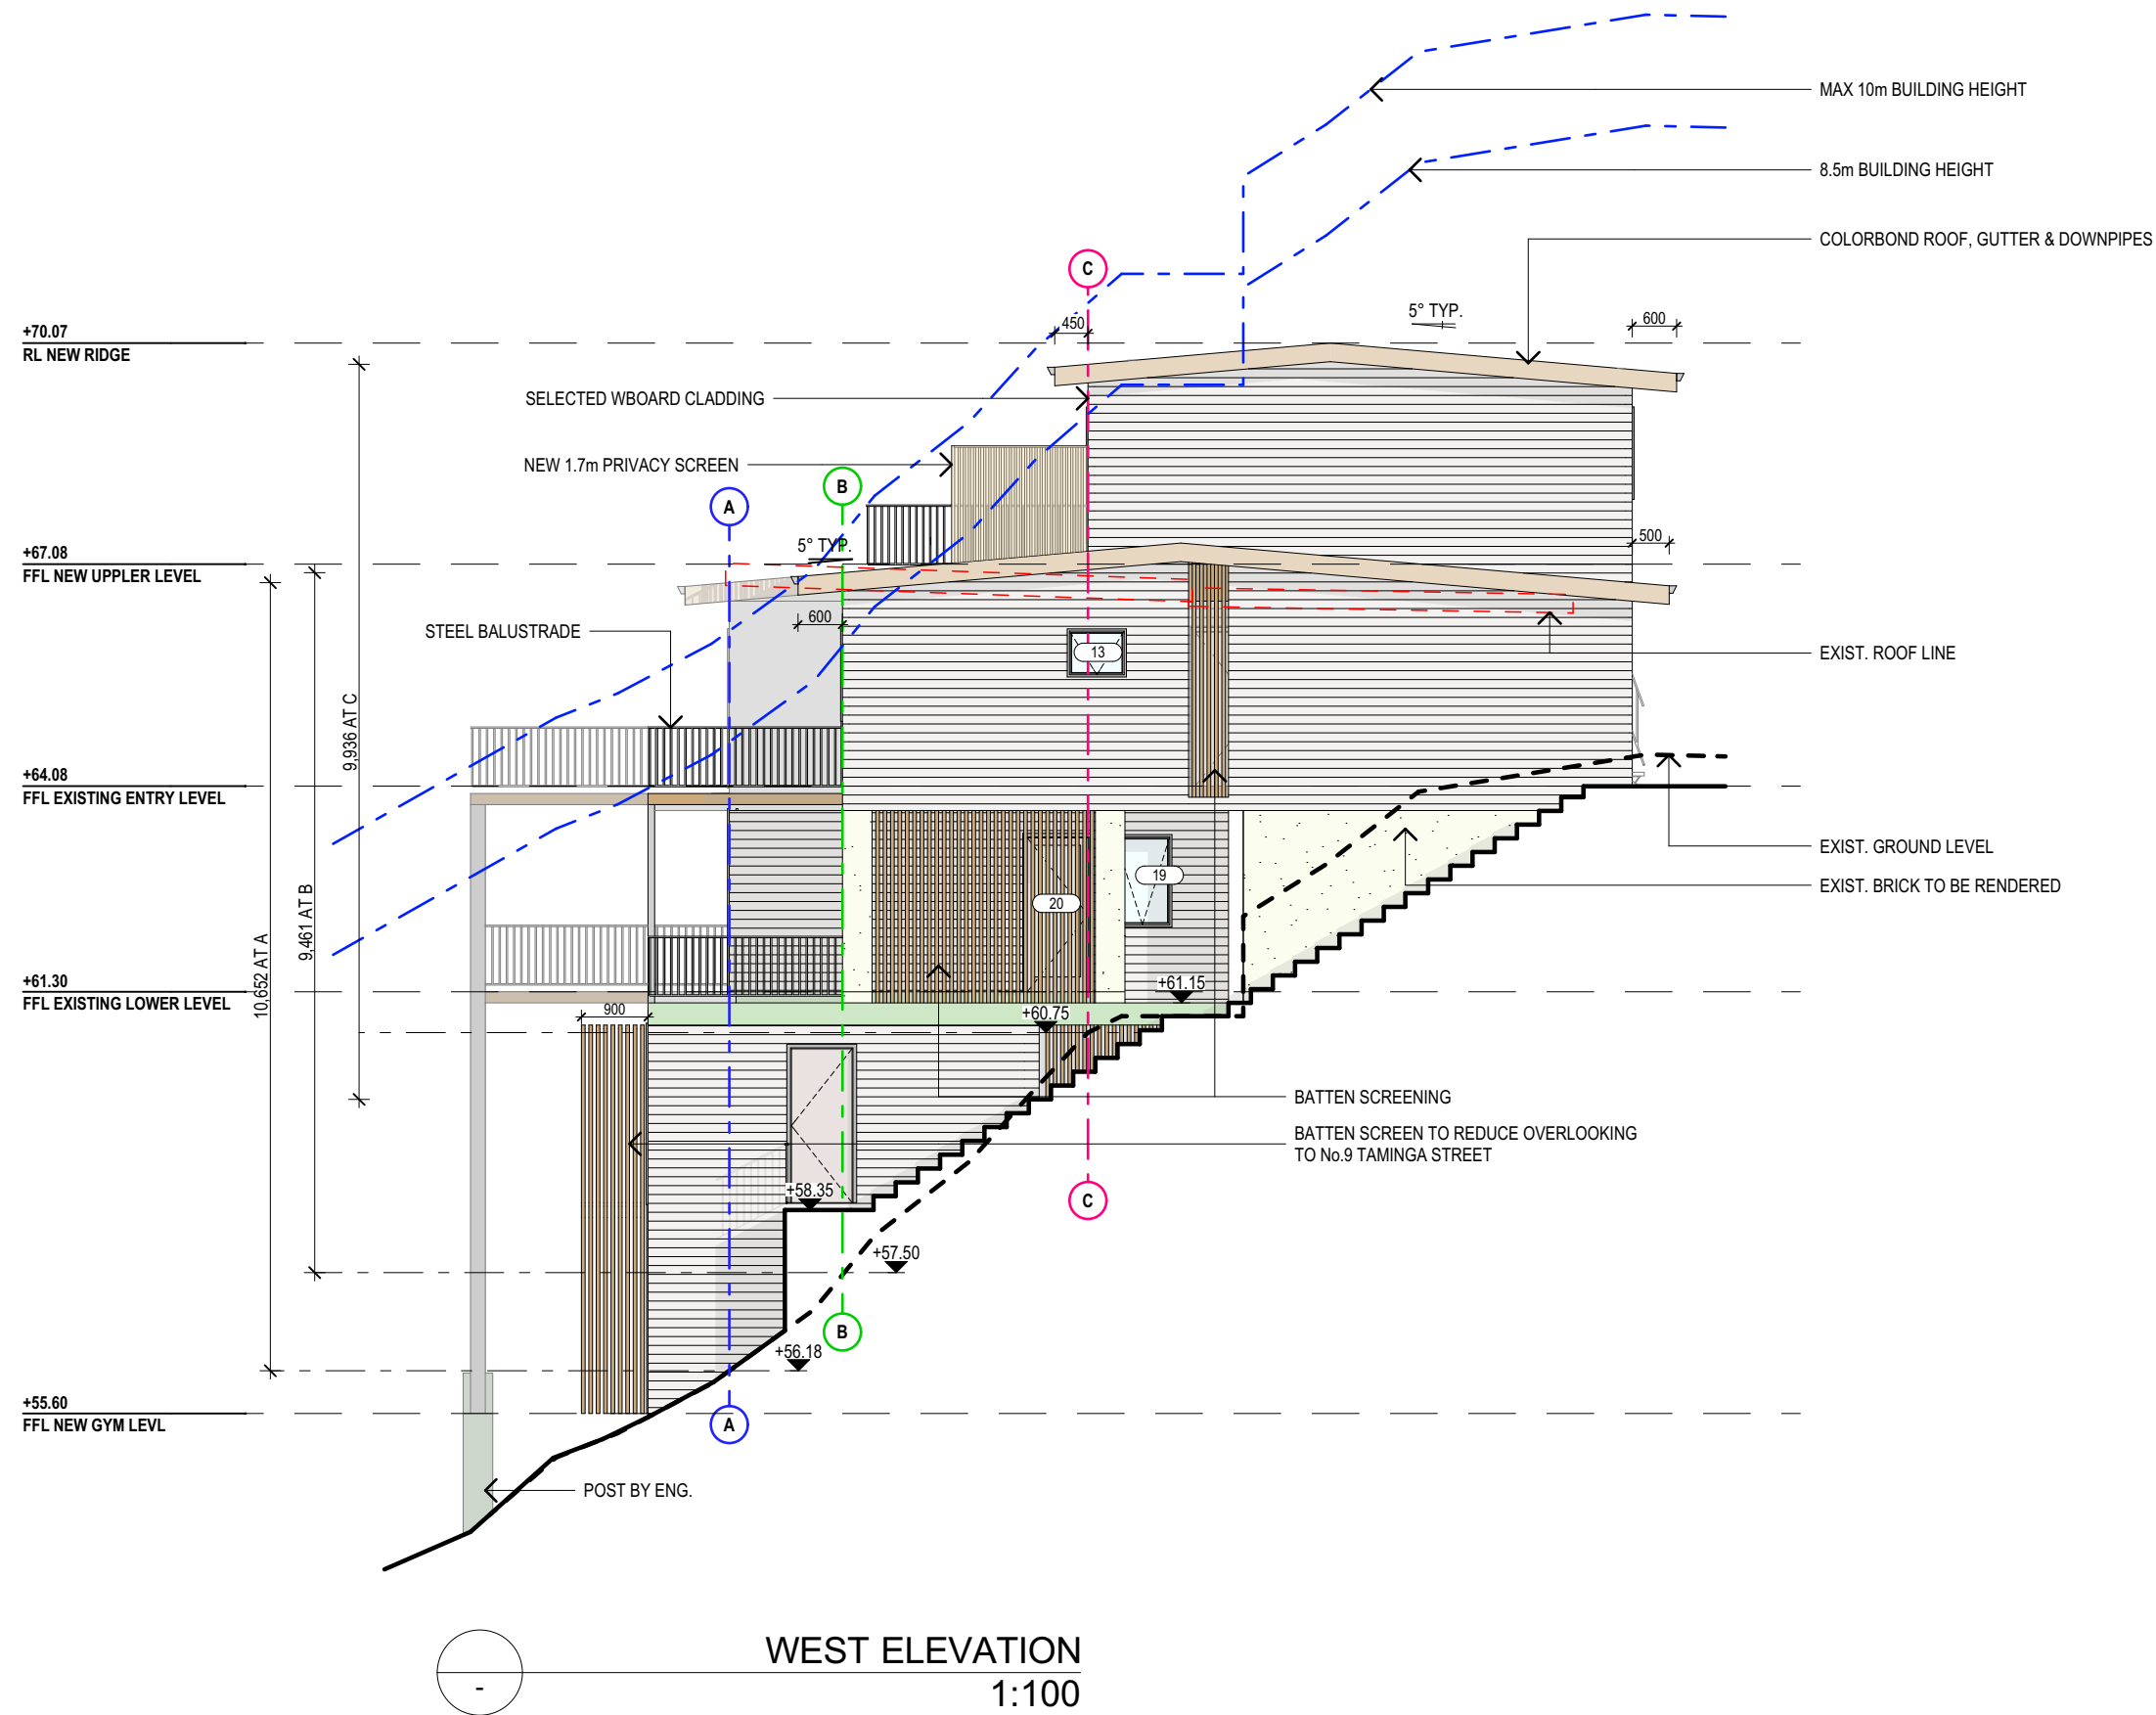 MAX 10m BUILDING HEIGHT
8.5m BUILDING HEIGHT
COLORBOND ROOF, GUTTER & DOWNPIPES
C
5° TYP.
450
600
+70.07
RL NEW RIDGE
SELECTED WBOARD CLADDING
NEW 1.7m PRIVACY SCREEN
B
A
5° TYP.
500
+67.08
FFL NEW UPPLER LEVEL
600
STEEL BALUSTRADE
13
EXIST. ROOF LINE
9,936 AT C
+64.08
FFL EXISTING ENTRY LEVEL
EXIST. GROUND LEVEL
19
EXIST. BRICK TO BE RENDERED
20
9,461 AT B
10,652 AT A
+61.30
FFL EXISTING LOWER LEVEL
+61.15
900
+60.75
BATTEN SCREENING
BATTEN SCREEN TO REDUCE OVERLOOKING
TO No.9 TAMINGA STREET
+58.35
C
+57.50
B
+56.18
+55.60
FFL NEW GYM LEVL
A
POST BY ENG.
WEST ELEVATION
-
1:100